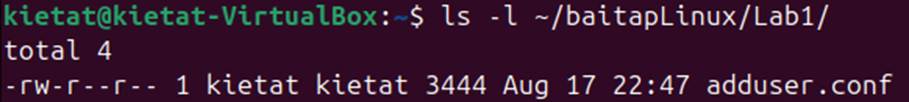 kietat@kietat-VirtualBox:~$ ls -l ~/baitapLinux/Lab1/
total 4
-rw-r--r-- 1 kietat kietat 3444 Aug 17 22:47 adduser.conf